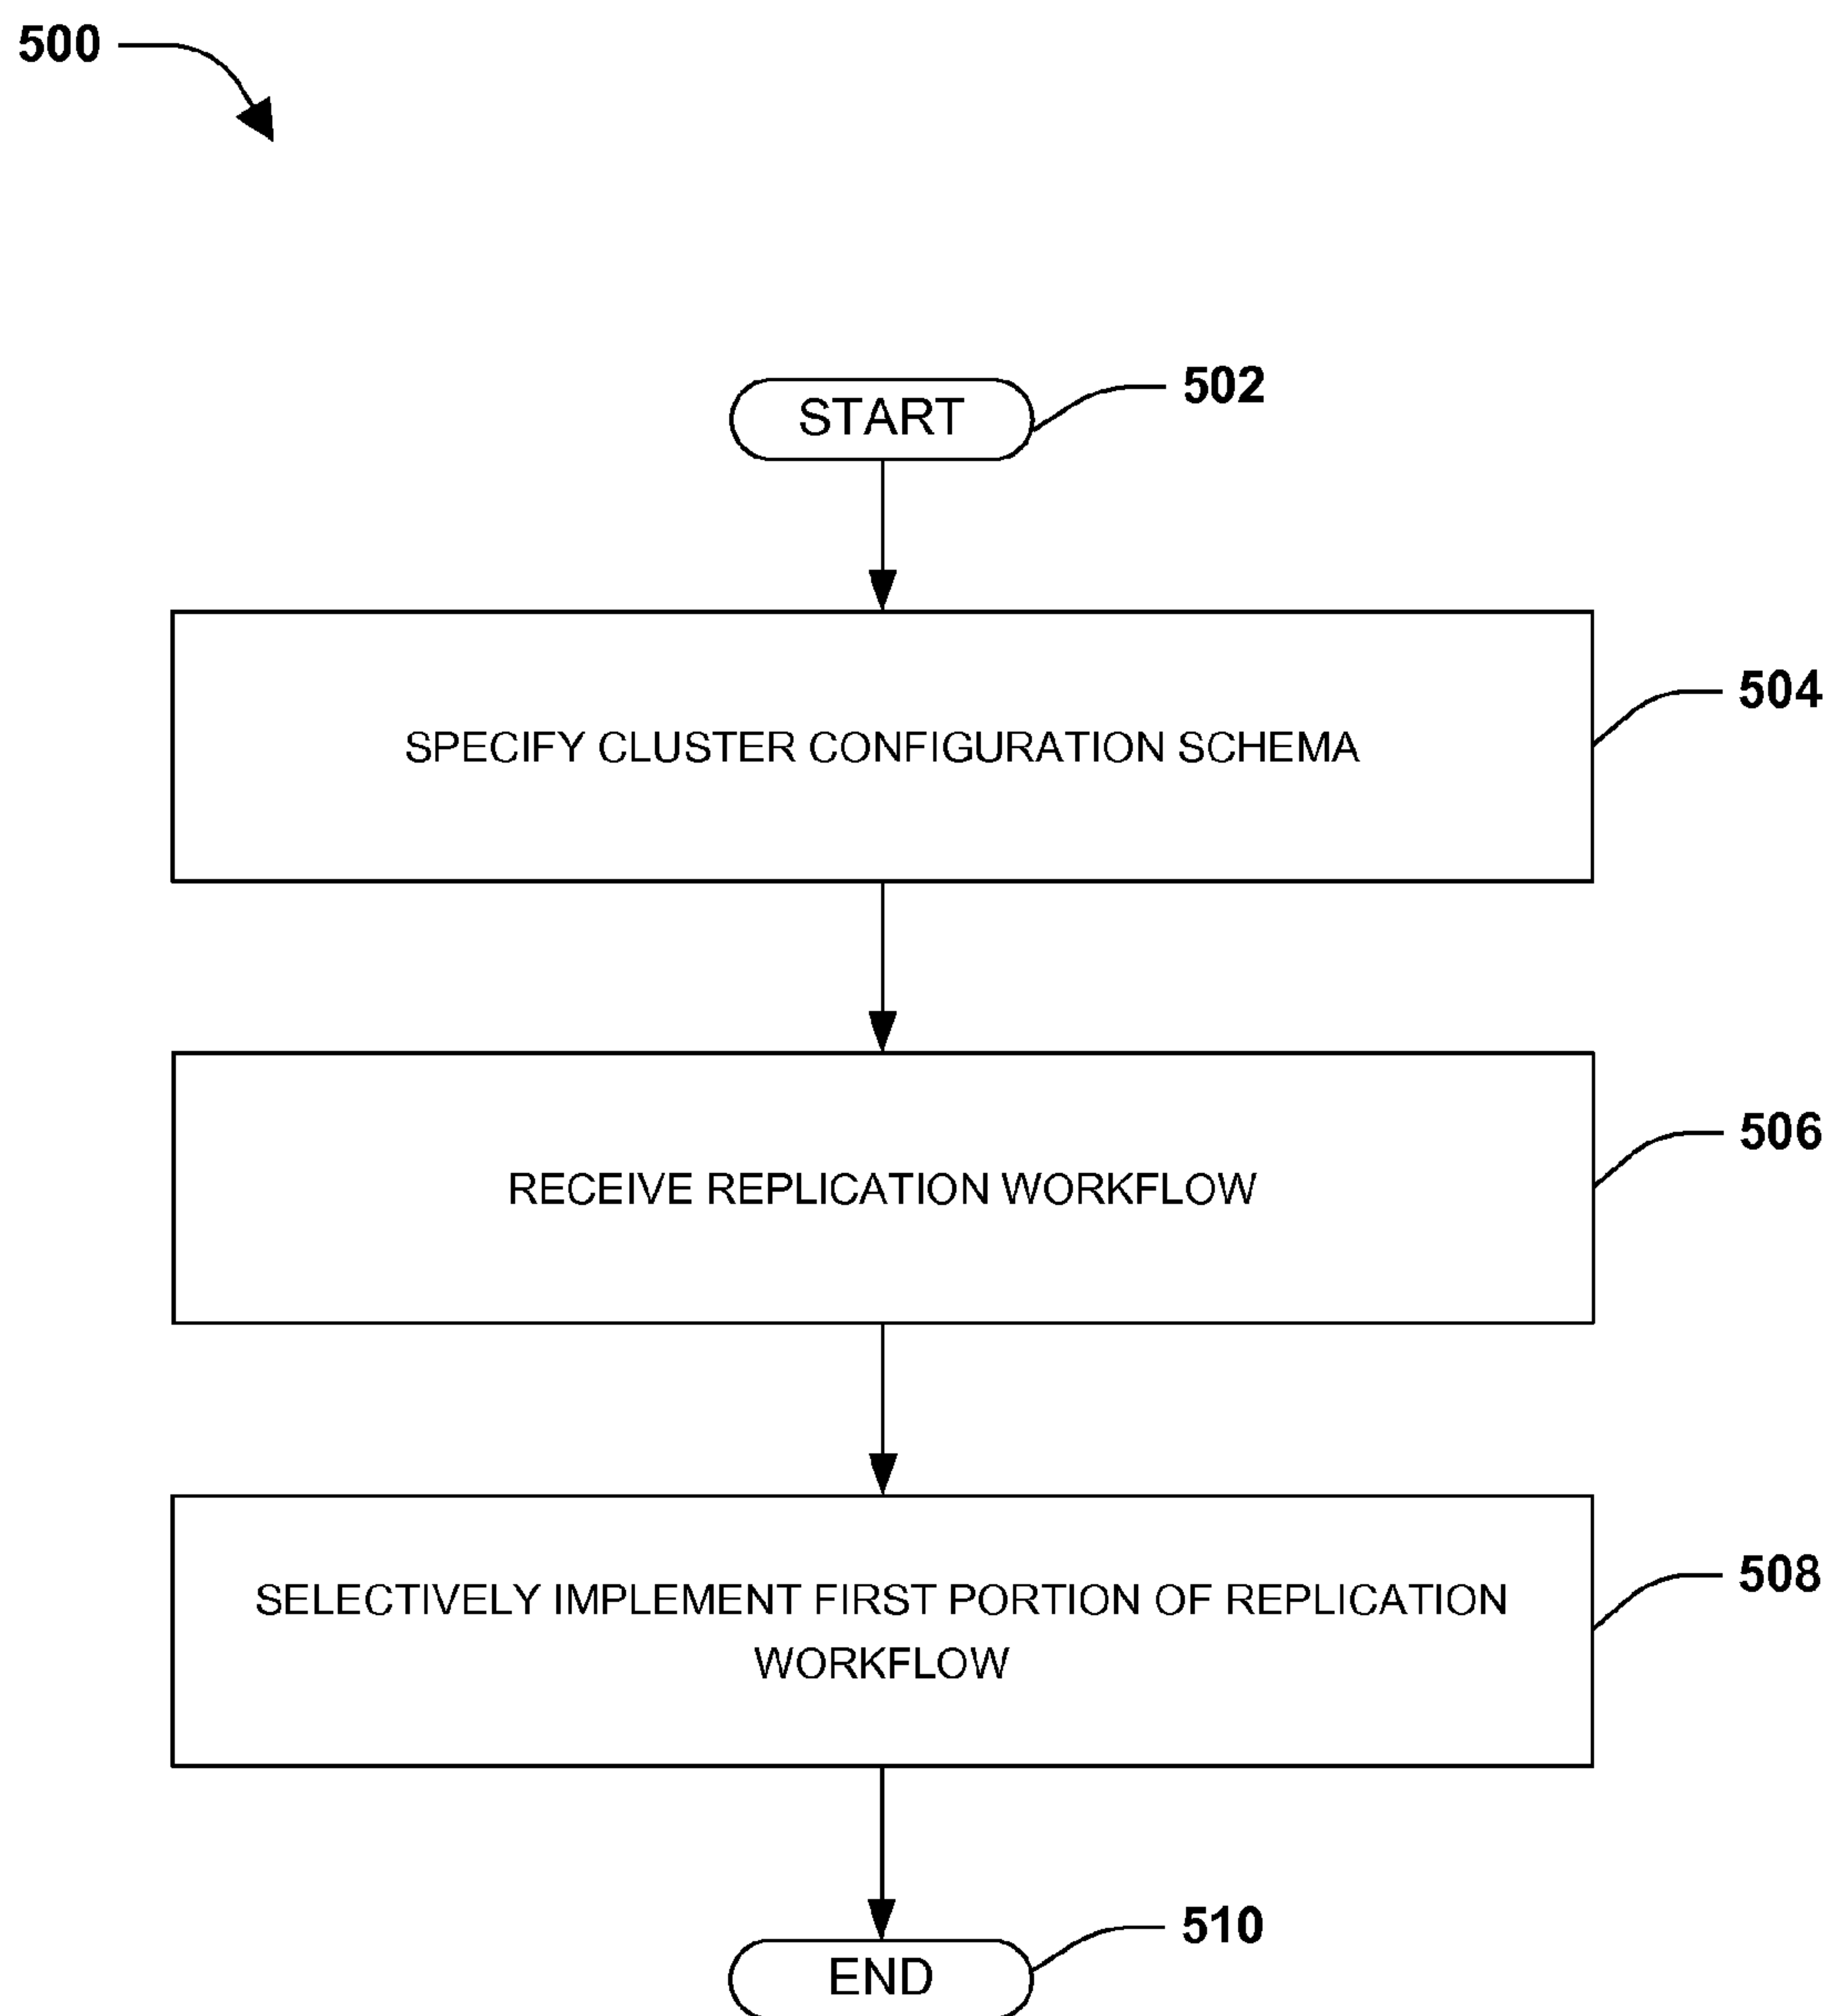 500
START
502
SPECIFY CLUSTER CONFIGURATION SCHEMA
504
RECEIVE REPLICATION WORKFLOW
506
SELECTIVELY IMPLEMENT FIRST PORTION OF REPLICATION
WORKFLOW
508
END
510